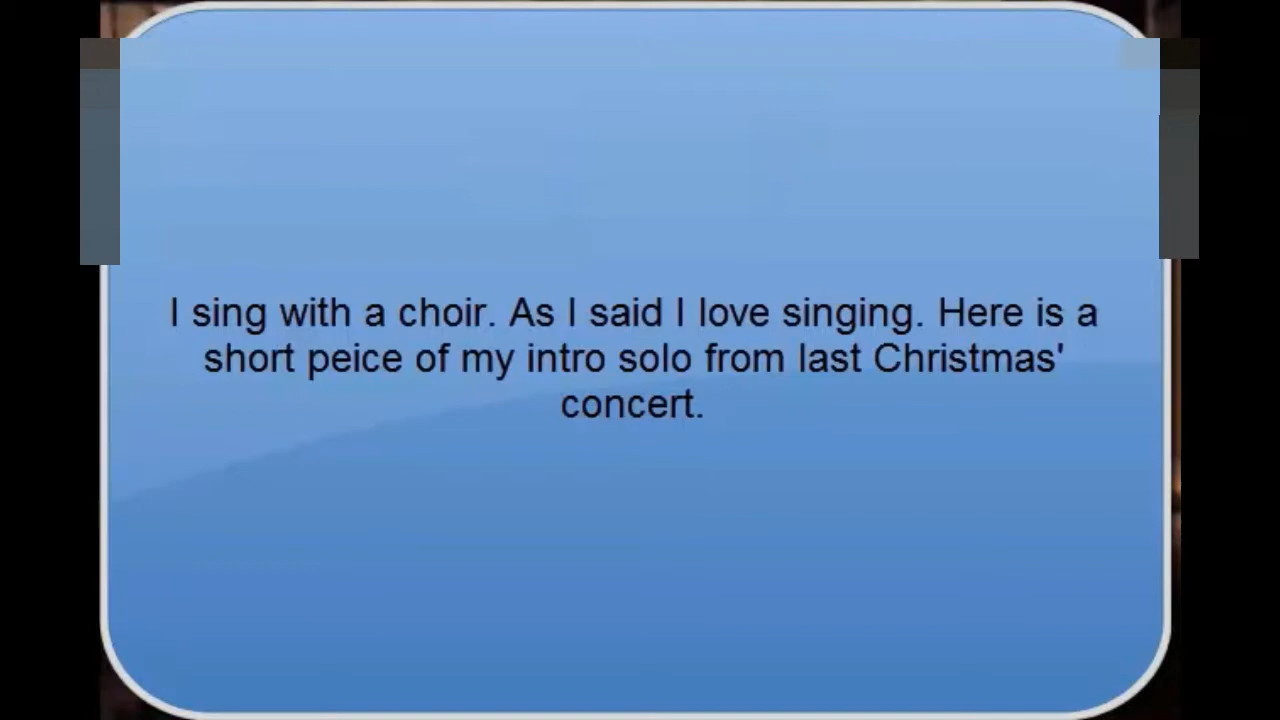 I sing with a choir. As I said I love singing. Here is a
short peice of my intro solo from last Christmas'
concert.